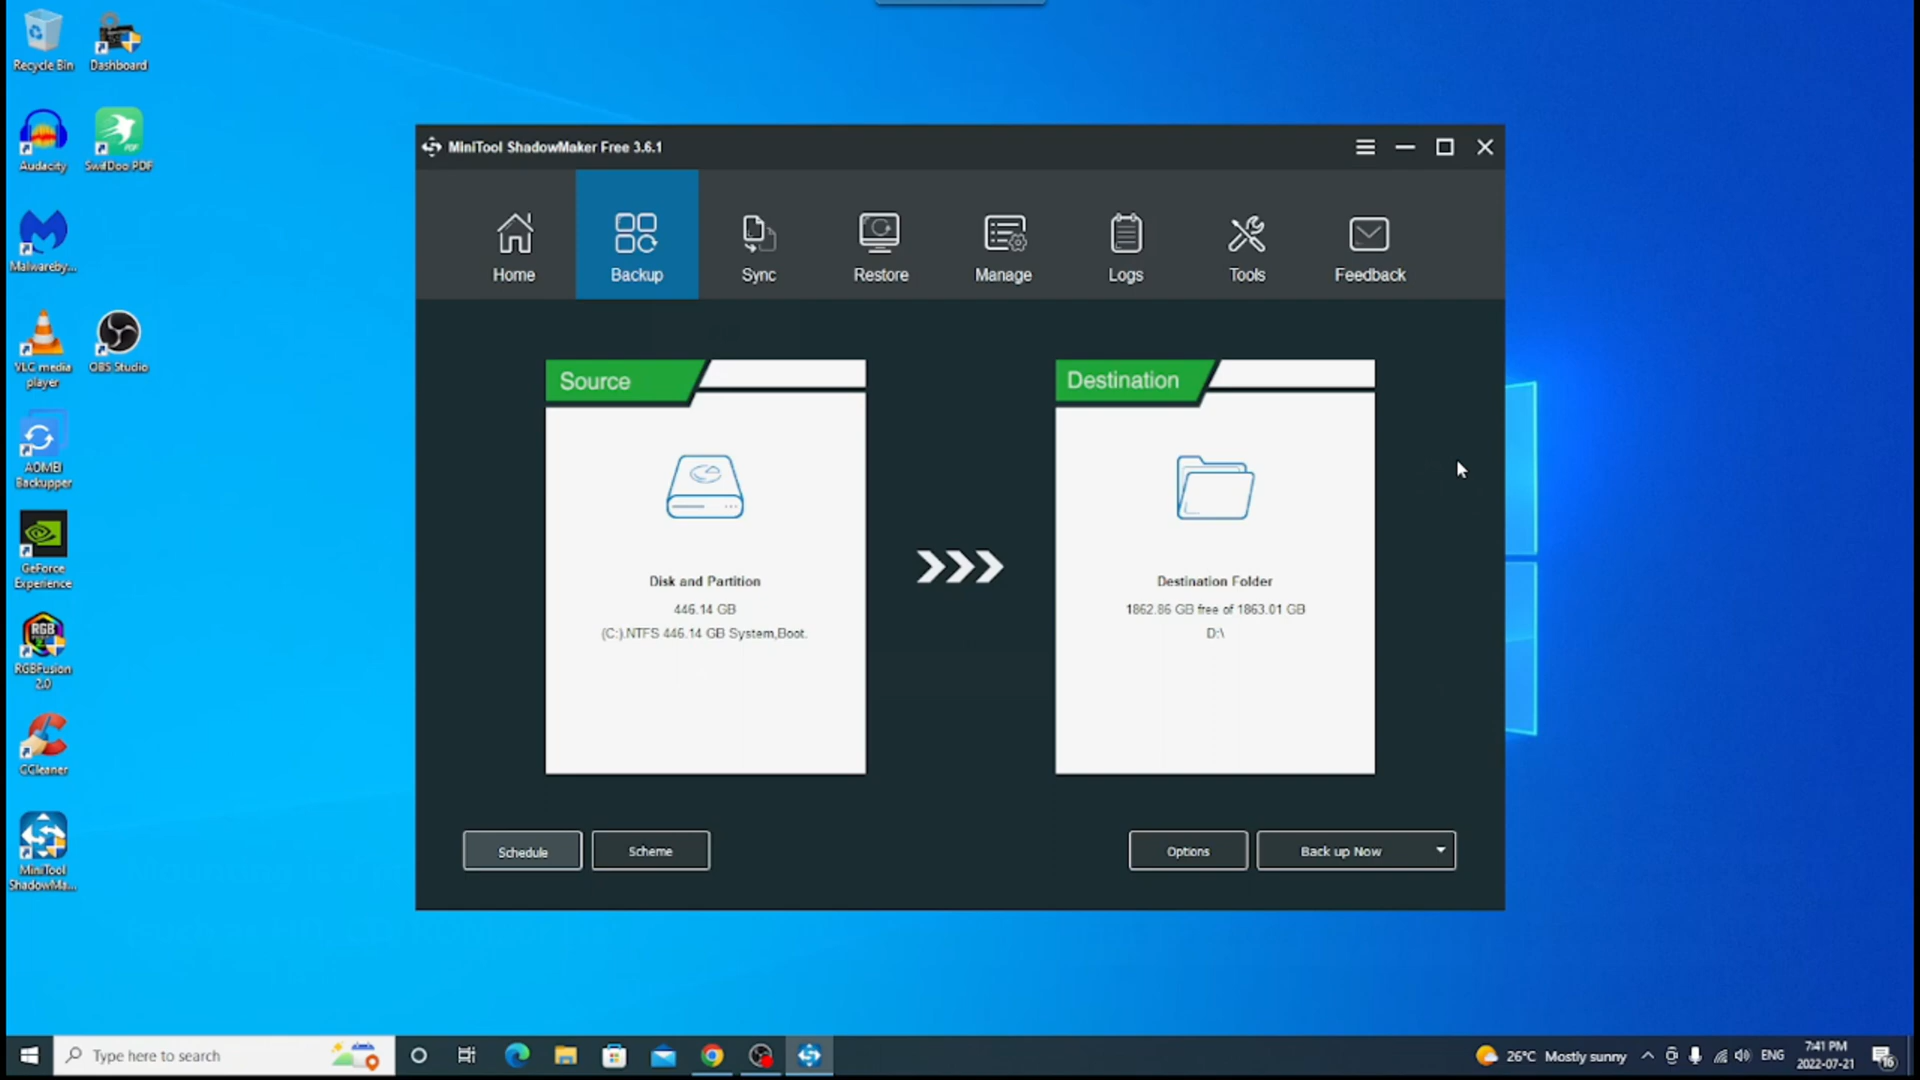 Recycle Bin
Dashboard
Audacity
SwifDoo PDF
Malwareby...
VLC media
player
OBS Studio
AOMEI
Backupper
GeForce
Experience
RGBFusion
2.0
CCleaner
MiniTool
ShadowMa...
MiniTool ShadowMaker Free 3.6.1
Home
Backup
Sync
Restore
Manage
Logs
Tools
Feedback
Source
Disk and Partition
446.14 GB
(C:).NTFS 446.14 GB System,Boot.
Destination
Destination Folder
1862.86 GB free of 1863.01 GB
D:\
Schedule
Scheme
Options
Back up Now
Mounting is a
Type here to search
26°C Mostly sunny
ENG
7:41 PM
2022-07-21
16